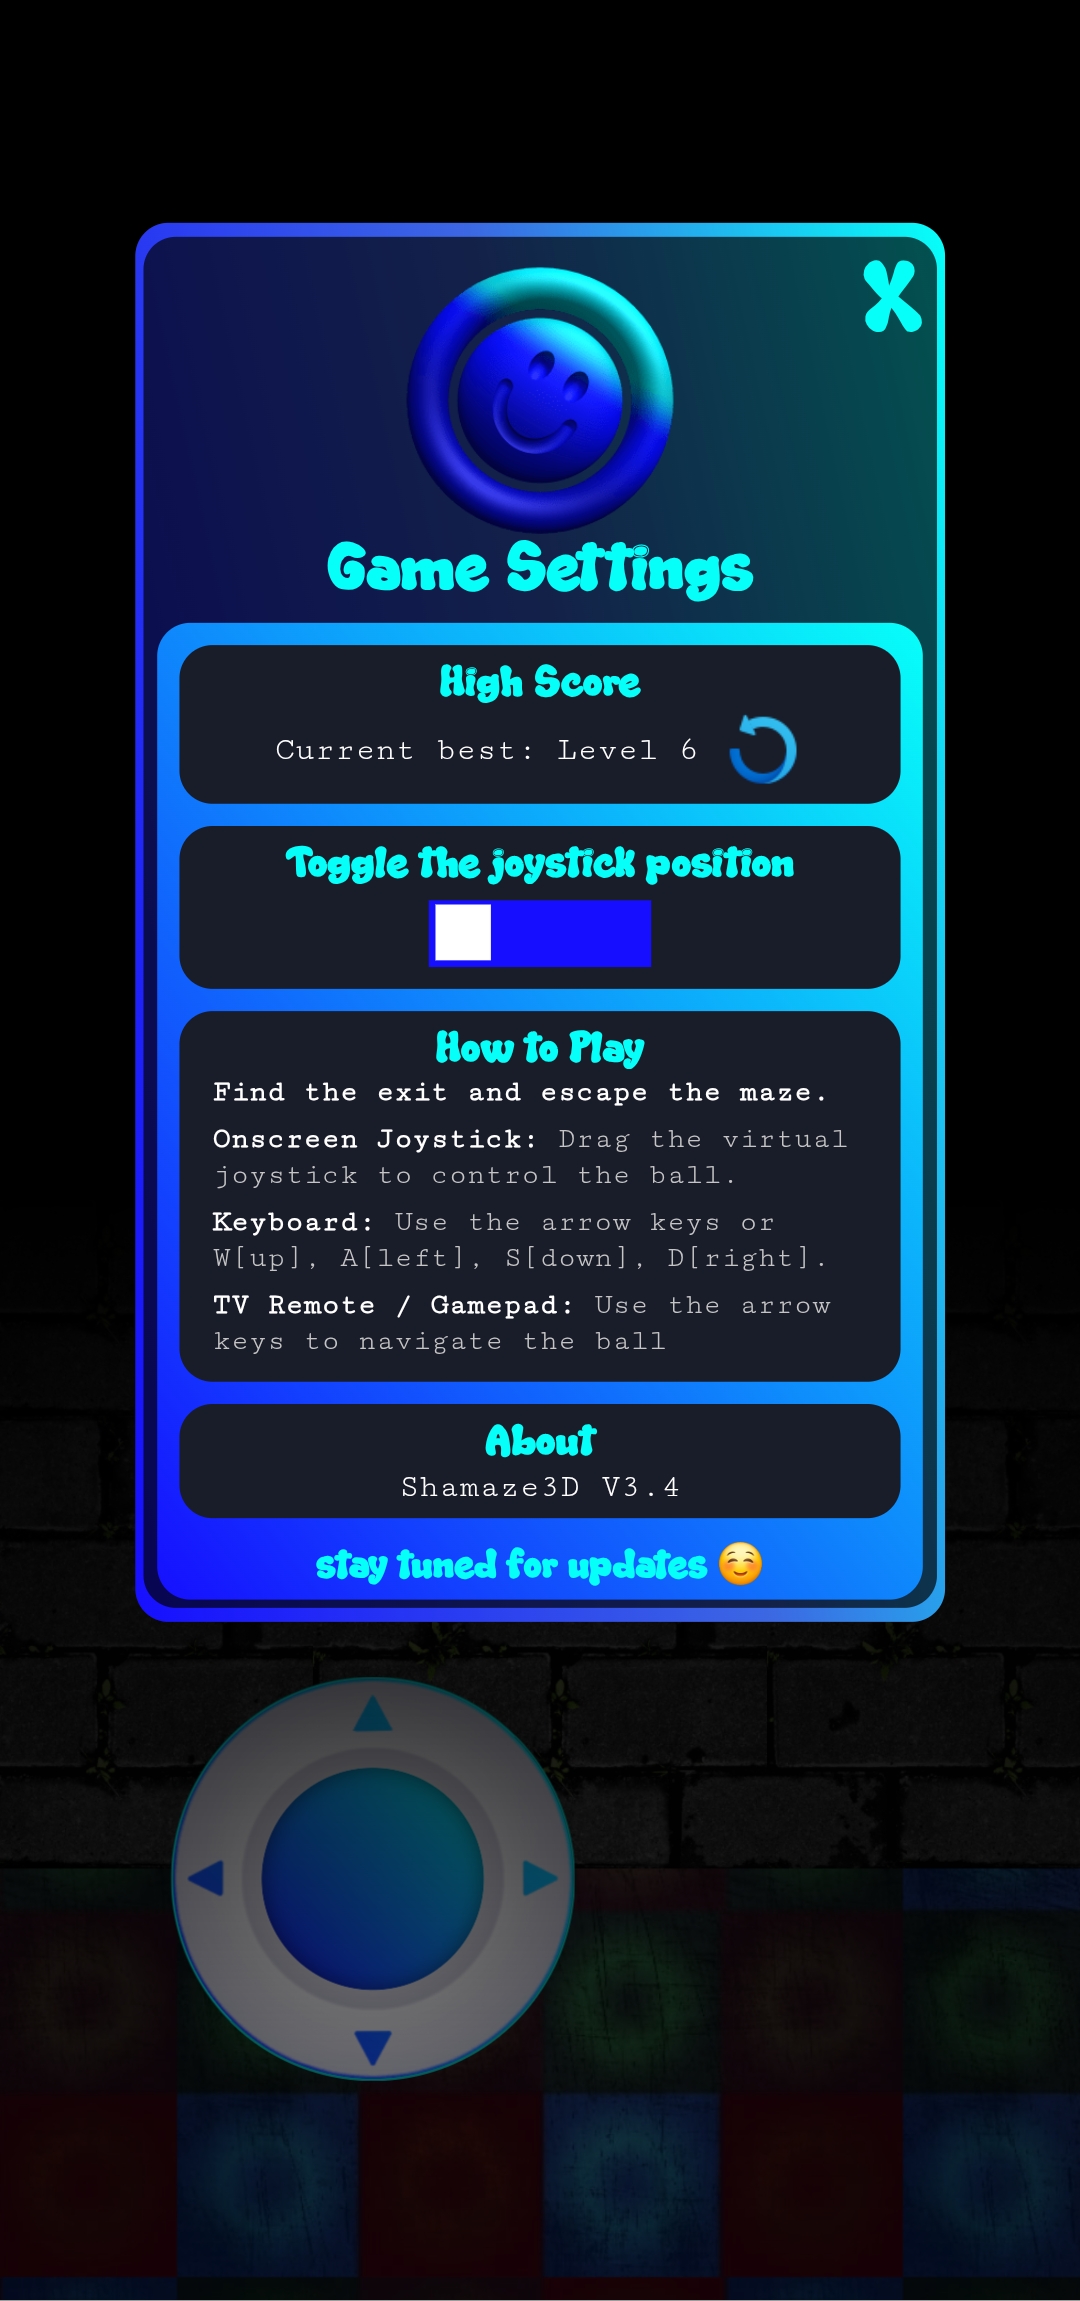 X
Game Settings
High Score
Current best: Level 6
Toggle the joystick position
How to Play
Find the exit and escape the maze.
Onscreen Joystick: Drag the virtual
joystick to control the ball.
Keyboard: Use the arrow keys or
W[up], A[left], S[down], D[right].
TV Remote / Gamepad: Use the arrow
keys to navigate the ball
About
Shamaze3D V3.4
stay tuned for updates ☺️